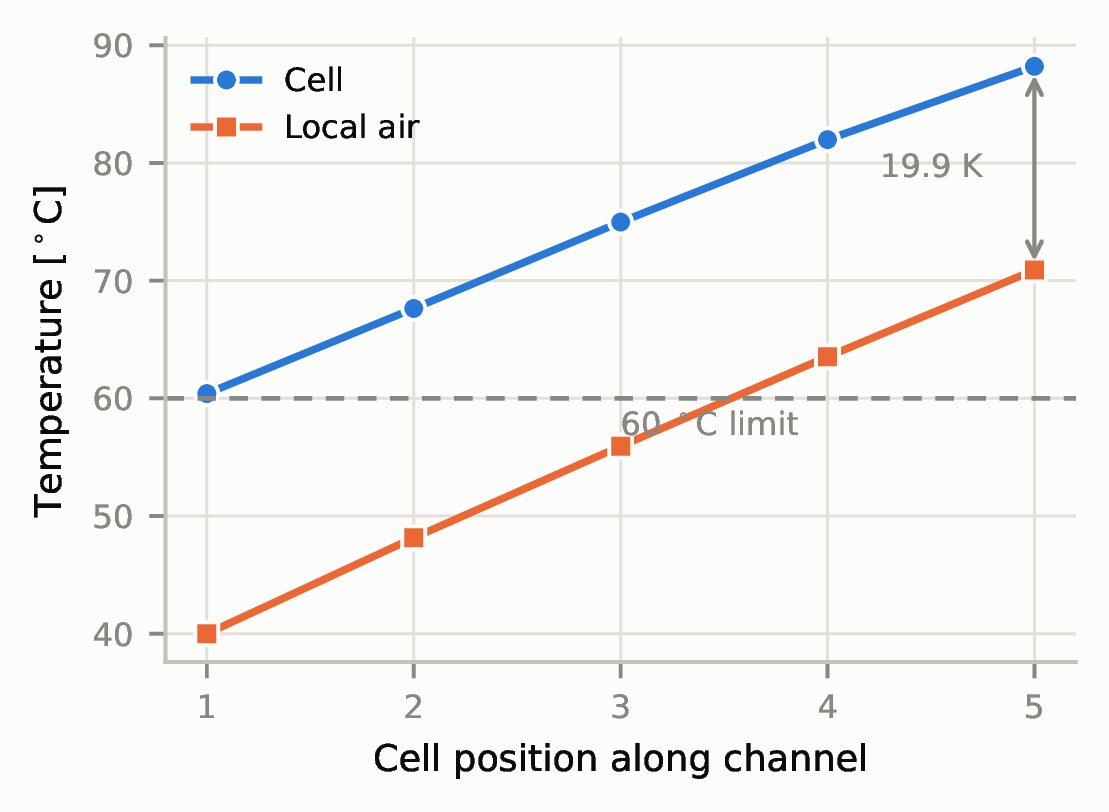 90
Cell
Local air
80
19.9 K
70
60
60 °C limit
50
40
Temperature [°C]
1 2 3 4 5
Cell position along channel